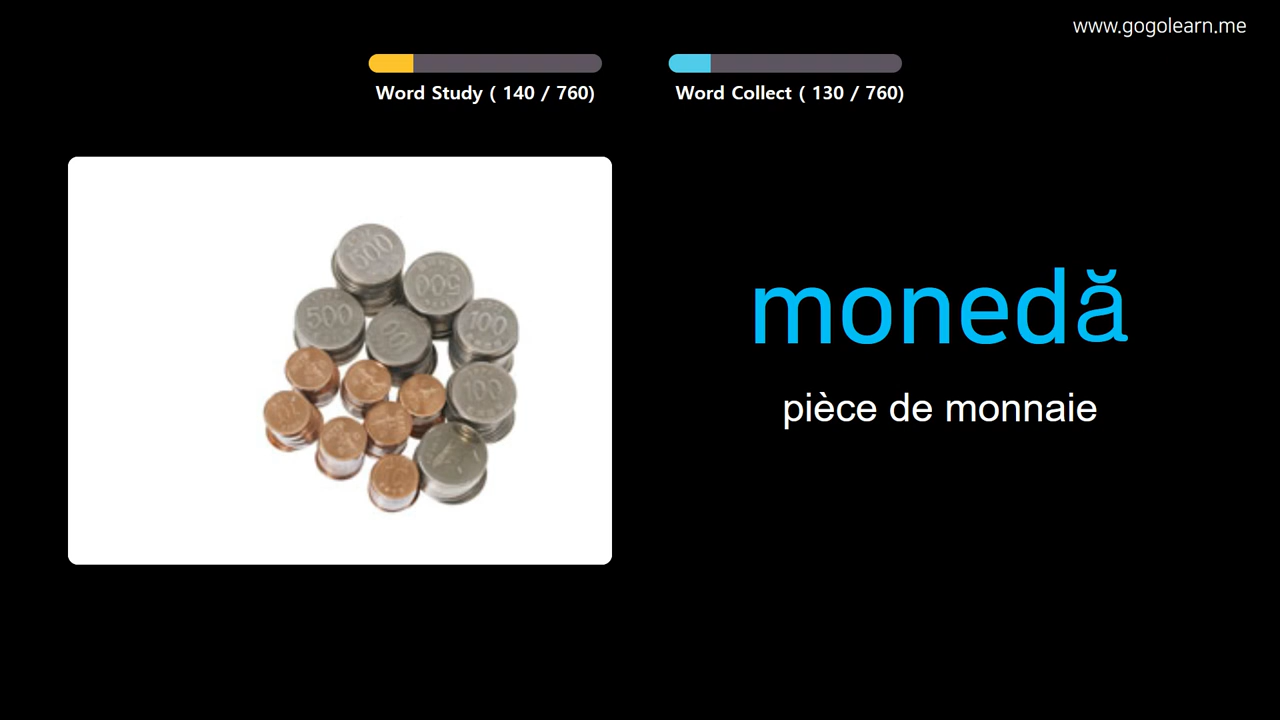 www.gogolearn.me
Word Study ( 140 / 760)
Word Collect ( 130 / 760)
500
500
500
100
100
monedă
pièce de monnaie